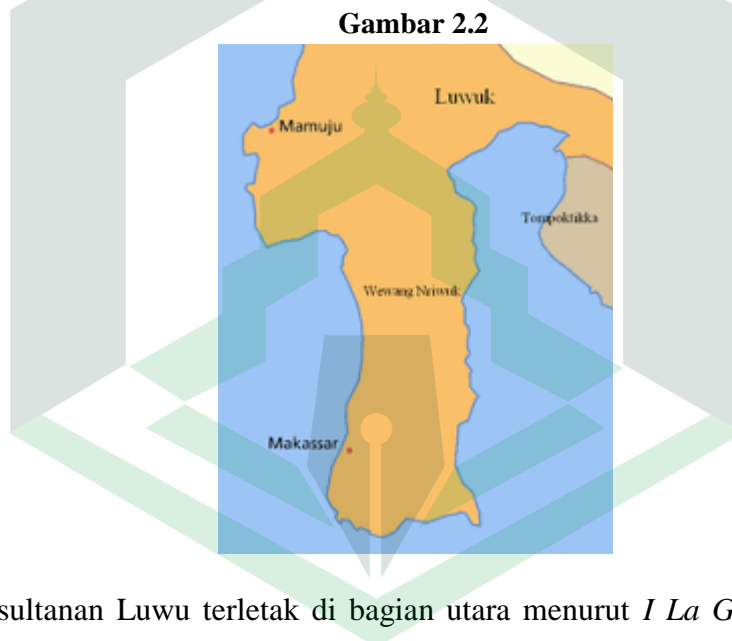 Gambar 2.2
Luwuk
Mamuju
Tompoktikka
Wewang Nriwuk
Makassar
sultanan Luwu terletak di bagian utara menurut I La G